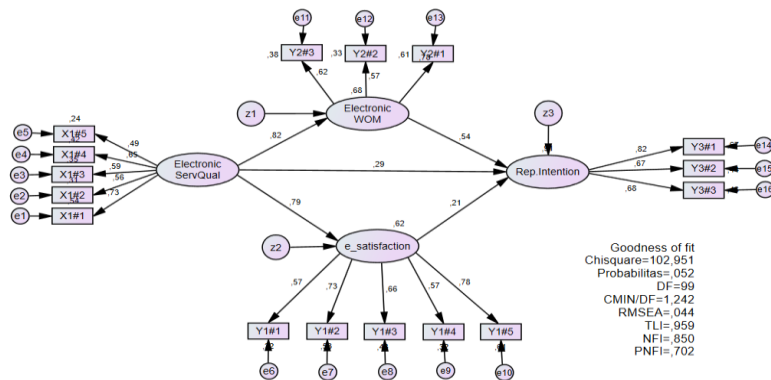 e11
e12
e13
Y2#3
Y2#2
Y2#1
,38
,33
,61
,62
,57
,68
z1
Electronic
WOM
z3
,24
e5
X1#5
,49
e4
X1#4
,65
e3
X1#3
,59
e2
X1#2
,56
e1
X1#1
,73
Electronic
ServQual
,82
,54
,29
,79
,21
Rep.Intention
,82
Y3#1
e14
,67
Y3#2
e15
,68
Y3#3
e16
z2
e_satisfaction
,62
,57
,73
,66
,57
,78
Y1#1
Y1#2
Y1#3
Y1#4
Y1#5
e6
e7
e8
e9
e10
Goodness of fit
Chisquare=102,951
Probabilitas=,052
DF=99
CMIN/DF=1,242
RMSEA=,044
TLI=,959
NFI=,850
PNFI=,702